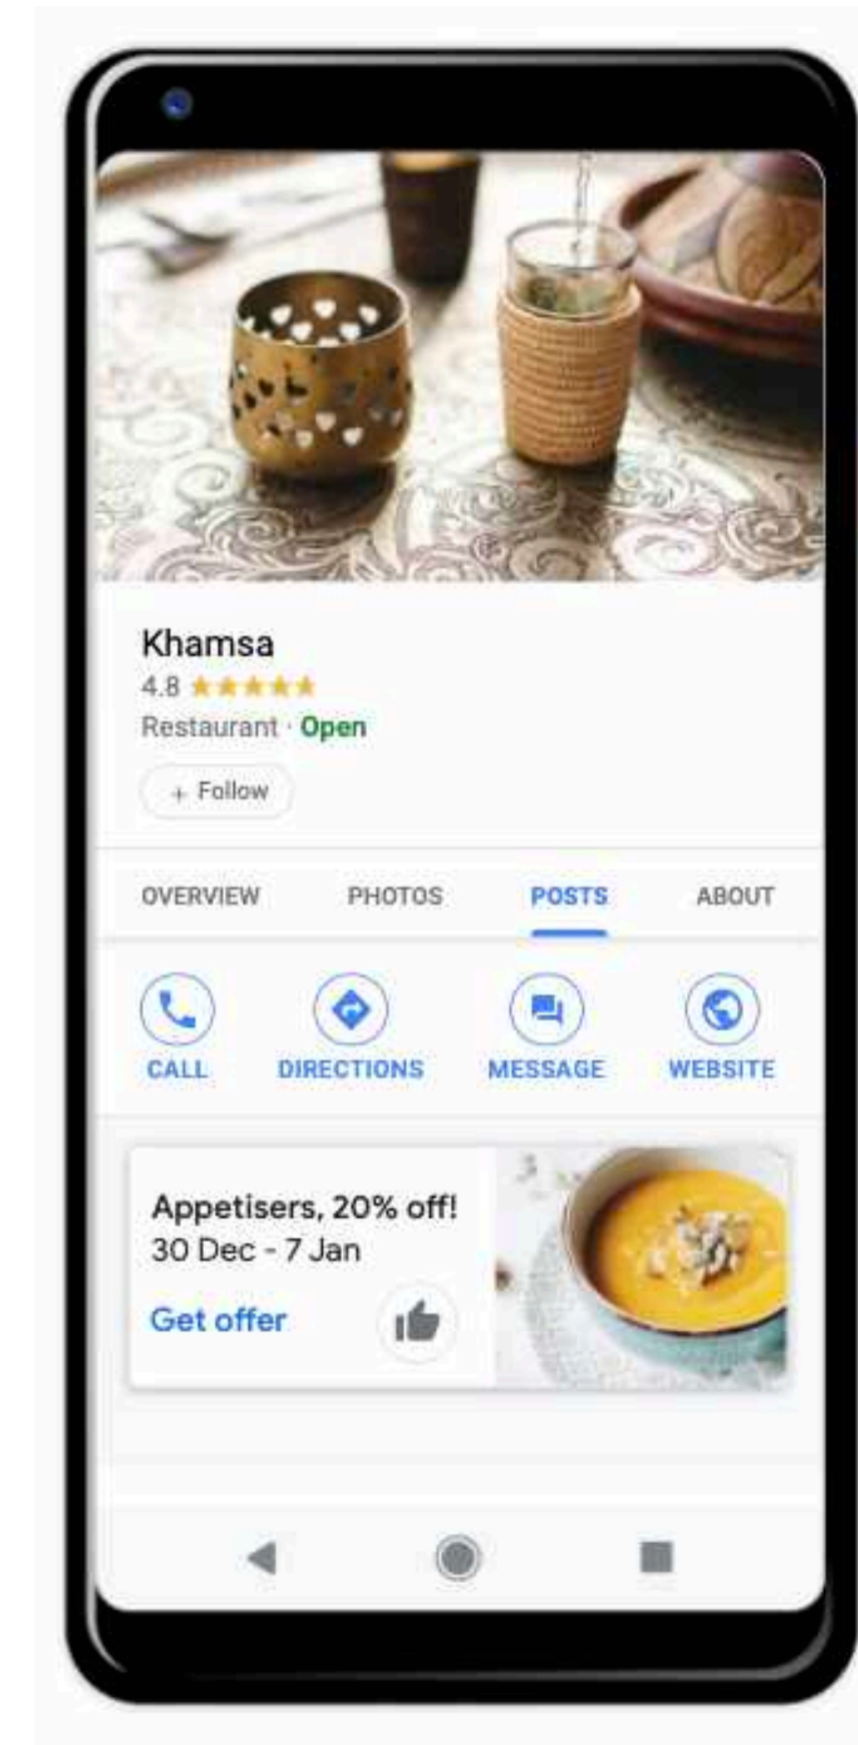 Khamsa
4.8
Restaurant · Open
+ Follow
OVERVIEW PHOTOS POSTS ABOUT
CALL DIRECTIONS MESSAGE WEBSITE
Appetisers, 20% off!
30 Dec - 7 Jan
Get offer